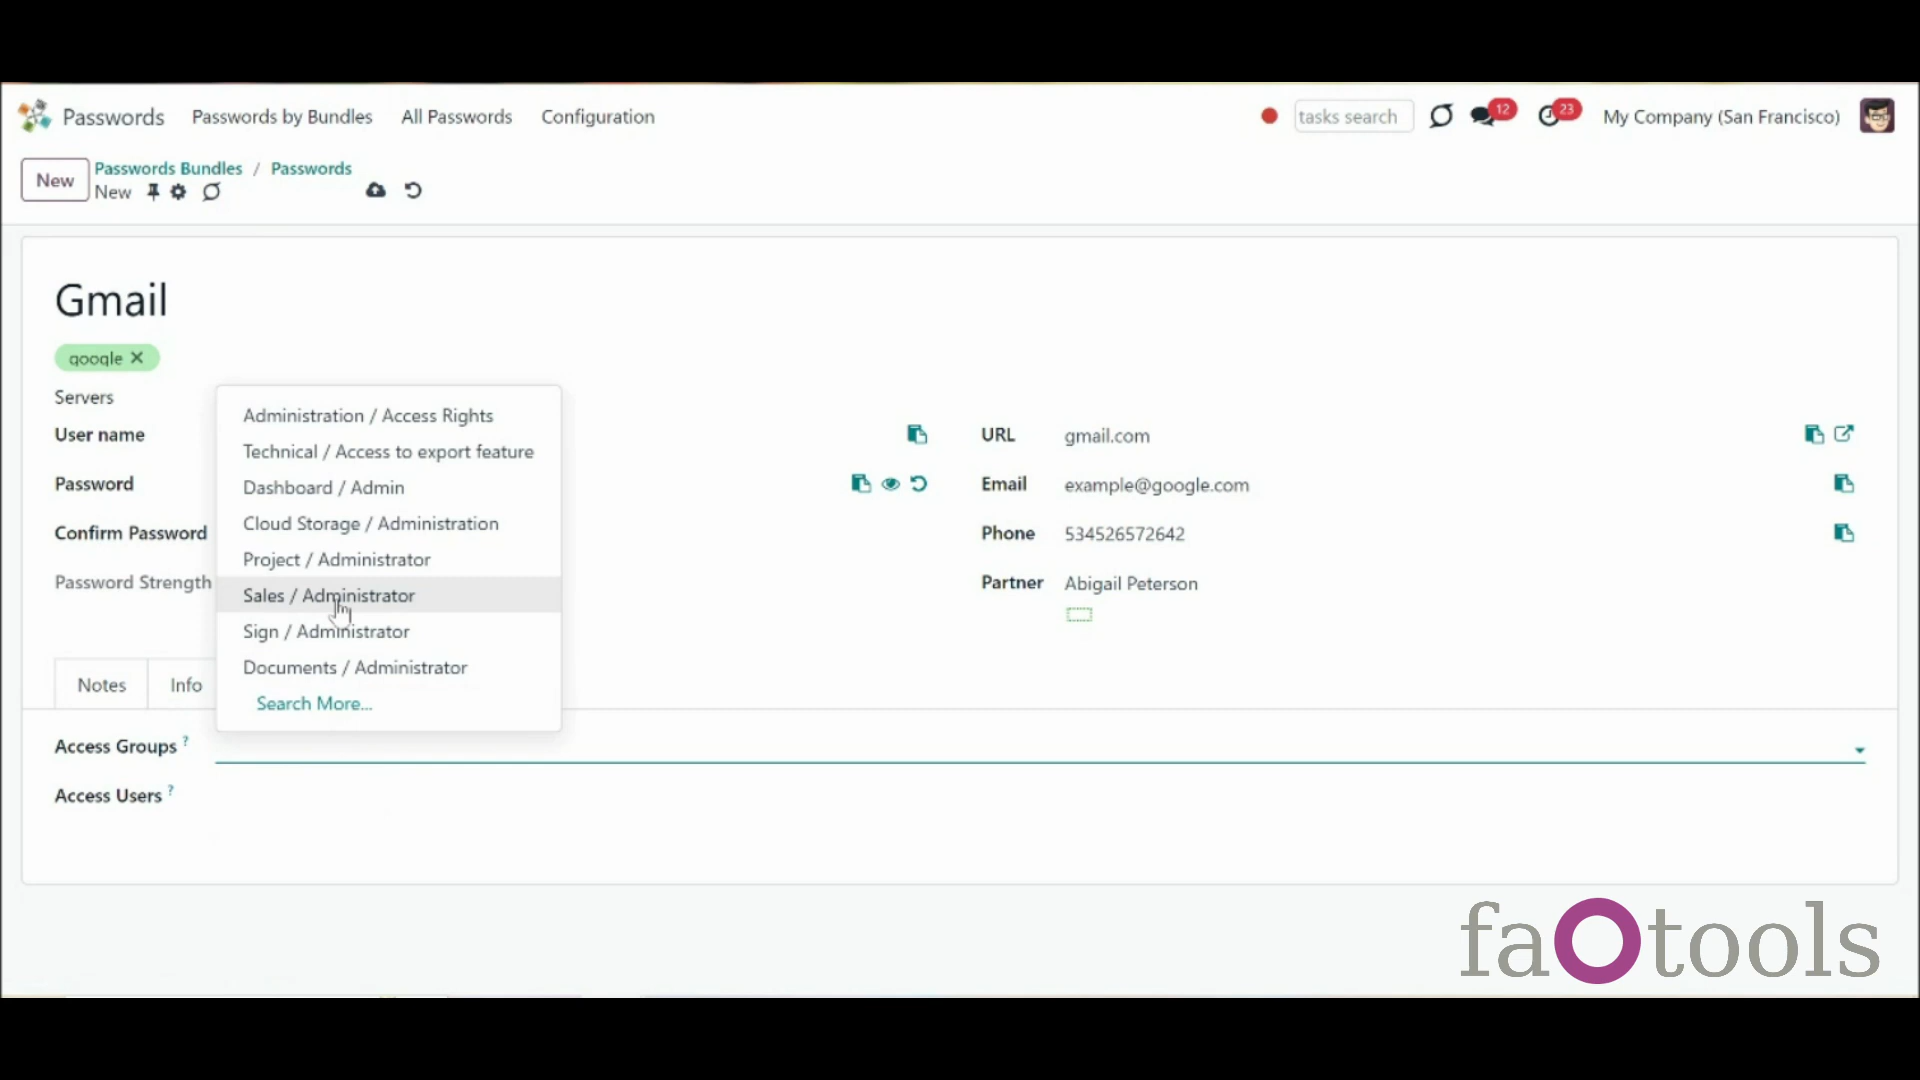 Passwords Passwords by Bundles All Passwords Configuration tasks search 12 23 My Company (San Francisco)
New Passwords Bundles / Passwords
New
Gmail
google
Servers
User name
Password
Confirm Password
Password Strength
Administration / Access Rights
Technical / Access to export feature
Dashboard / Admin
Cloud Storage / Administration
Project / Administrator
Sales / Administrator
Sign / Administrator
Documents / Administrator
Search More...
URL gmail.com
Email example@google.com
Phone 534526572642
Partner Abigail Peterson
Notes Info
Access Groups ?
Access Users ?
faOtools